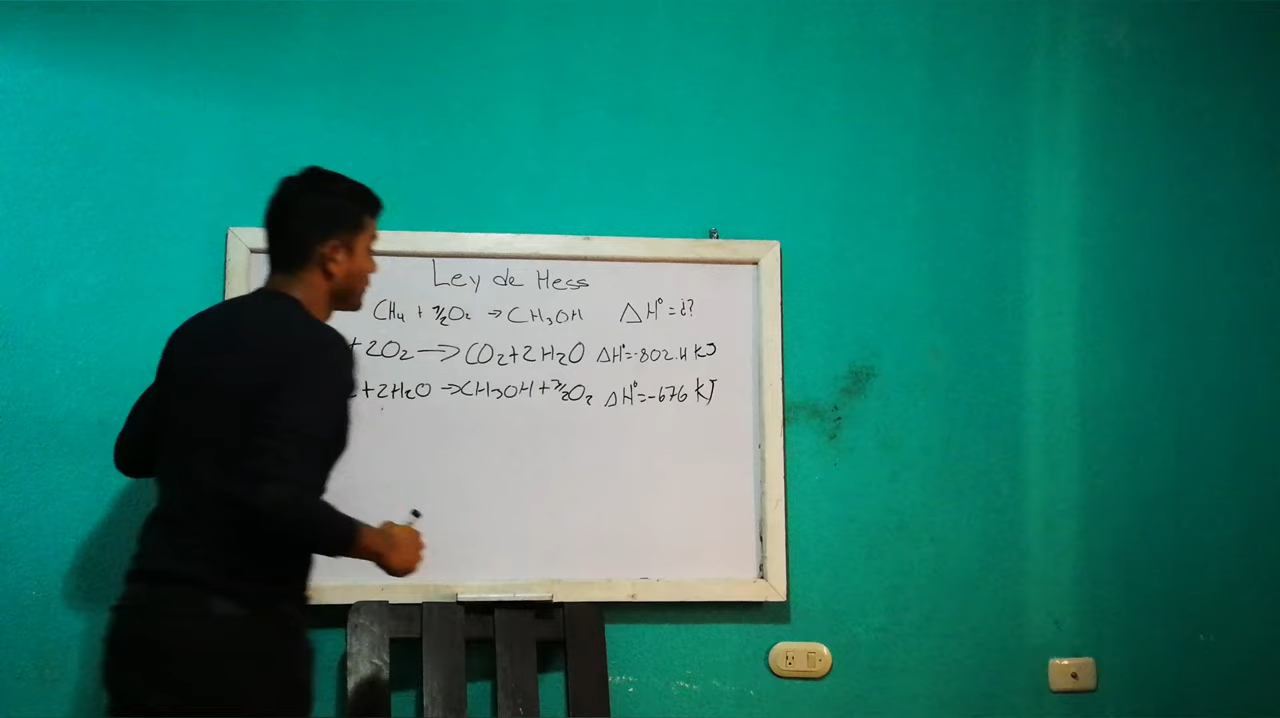 Ley de Hess
CH₄ + ½O₂ → CH₃OH ΔH° = ¿?
+ 2O₂ → CO₂ + 2H₂O ΔH° = -802.4 KJ
+ 2H₂O → CH₃OH + 3/2O₂ ΔH° = -676 KJ